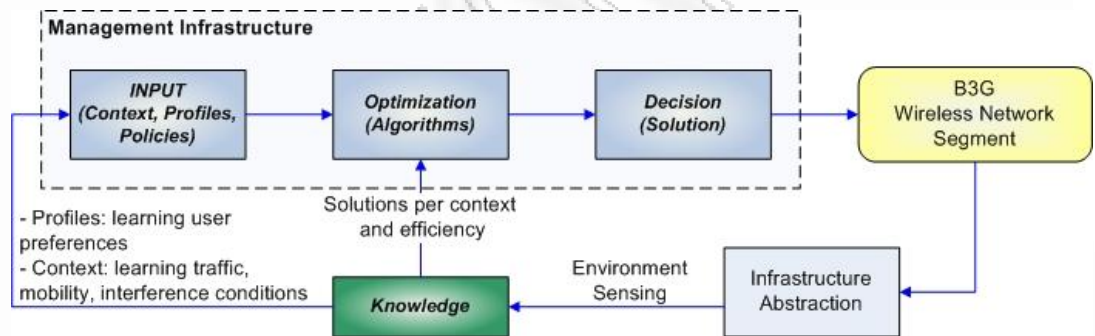 Management Infrastructure
INPUT
(Context, Profiles,
Policies)
Optimization
(Algorithms)
Decision
(Solution)
B3G
Wireless Network
Segment
Solutions per context
and efficiency
- Profiles: learning user
preferences
- Context: learning traffic,
mobility, interference conditions
Knowledge
Environment
Sensing
Infrastructure
Abstraction